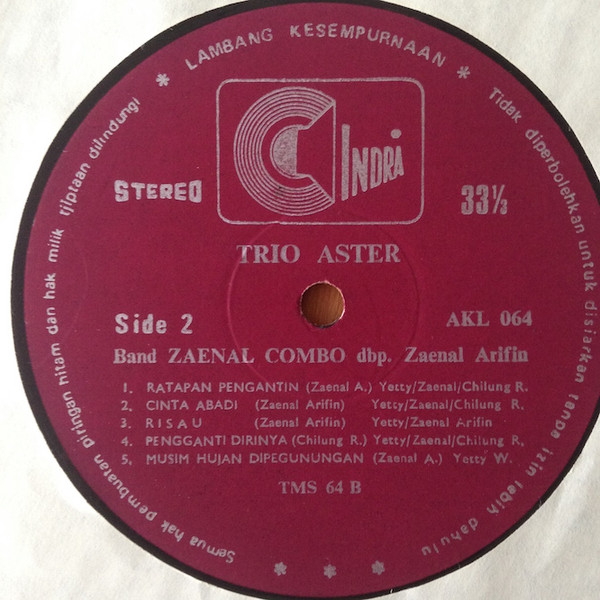 * LAMBANG KESEMPURNAAN *
Semua hak pembuatan piringan hitam dan hak milik tjiptaan dilindungi
Tidak diperbolehkan untuk disiarkan tanpa izin lebih dahulu
C INDRA
STEREO
33⅓
TRIO ASTER
Side 2
AKL 064
Band ZAENAL COMBO dbp. Zaenal Arifin
1. RATAPAN PENGANTIN (Zaenal A.) Yetty/Zaenal/Chilung R.
2. CINTA ABADI (Zaenal Arifin) Yetty/Zaenal/Chilung R.
3. RISAU (Zaenal Arifin) Yetty/Zaenal Arifin
4. PENGGANTI DIRINYA (Chilung R.) Yetty/Zaenal/Chilung R,
5. MUSIM HUJAN DIPEGUNUNGAN (Zaenal A.) Yetty W.
TMS 64 B
* * *